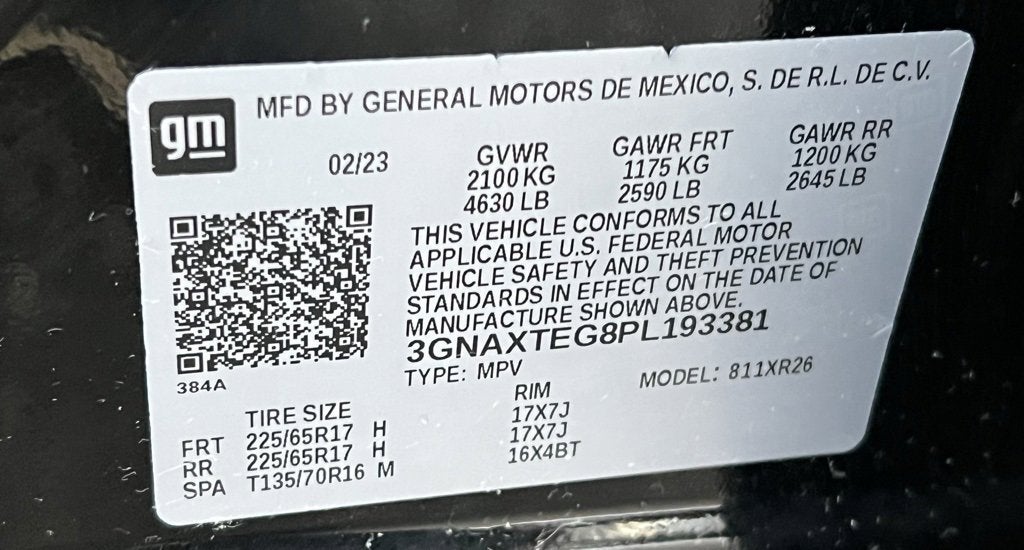 gm
MFD BY GENERAL MOTORS DE MEXICO, S. DE R.L. DE C.V.
02/23
GVWR GAWR FRT GAWR RR
2100 KG 1175 KG 1200 KG
4630 LB 2590 LB 2645 LB
THIS VEHICLE CONFORMS TO ALL
APPLICABLE U.S. FEDERAL MOTOR
VEHICLE SAFETY AND THEFT PREVENTION
STANDARDS IN EFFECT ON THE DATE OF
MANUFACTURE SHOWN ABOVE.
3GNAXTEG8PL193381
384A
TYPE: MPV MODEL: 811XR26
TIRE SIZE RIM
FRT 225/65R17 H 17X7J
RR 225/65R17 H 17X7J
SPA T135/70R16 M 16X4BT